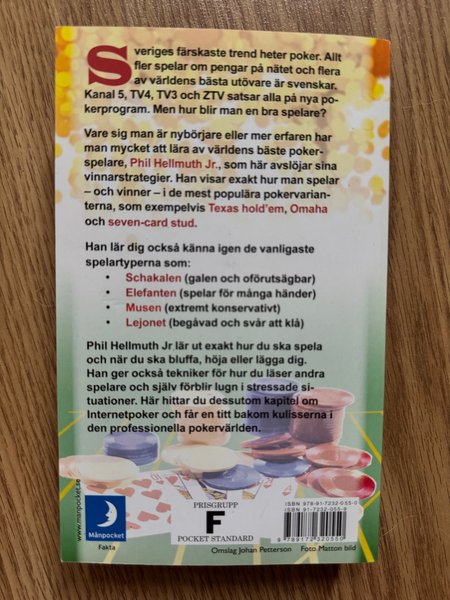 Sveriges färskaste trend heter poker. Allt
fler spelar om pengar på nätet och flera
av världens bästa utövare är svenskar.
Kanal 5, TV4, TV3 och ZTV satsar alla på nya po-
kerprogram. Men hur blir man en bra spelare?
Vare sig man är nybörjare eller mer erfaren har
man mycket att lära av världens bäste poker-
spelare, Phil Hellmuth Jr., som här avslöjar sina
vinnarstrategier. Han visar exakt hur man spelar
– och vinner – i de mest populära pokervarian-
terna, som exempelvis Texas hold'em, Omaha
och seven-card stud.
Han lär dig också känna igen de vanligaste
spelartyperna som:
• Schakalen (galen och oförutsägbar)
• Elefanten (spelar för många händer)
• Musen (extremt konservativt)
• Lejonet (begåvad och svår att klå)
Phil Hellmuth Jr lär ut exakt hur du ska spela
och när du ska bluffa, höja eller lägga dig.
Han ger också tekniker för hur du läser andra
spelare och själv förblir lugn i stressade si-
tuationer. Här hittar du dessutom kapitel om
Internetpoker och får en titt bakom kulisserna i
den professionella pokervärlden.
www.manpocket.se
Månpocket
Fakta
PRISGRUPP
F
POCKET STANDARD
ISBN 978-91-7232-055-0
ISBN 91-7232-055-9
9789172320550
Omslag Johan Petterson Foto Matton bild